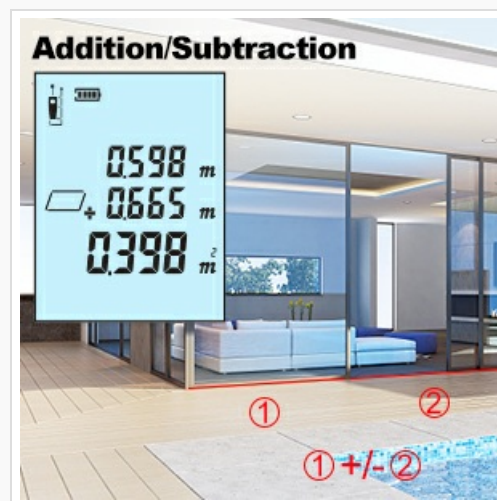 Addition/Subtraction
0.598 m
+ 0.665 m
0.398 m²
① ②
① +/- ②